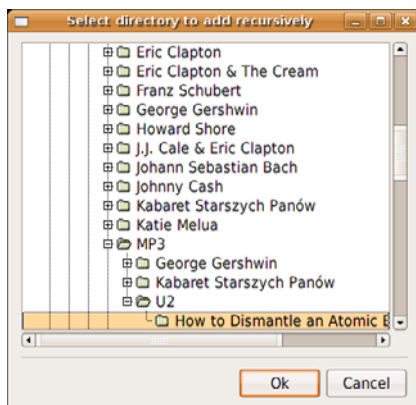 Select directory to add recursively
Eric Clapton
Eric Clapton & The Cream
Franz Schubert
George Gershwin
Howard Shore
J.J. Cale & Eric Clapton
Johann Sebastian Bach
Johnny Cash
Kabaret Starszych Panów
Katie Melua
MP3
George Gershwin
Kabaret Starszych Panów
U2
How to Dismantle an Atomic
Ok
Cancel